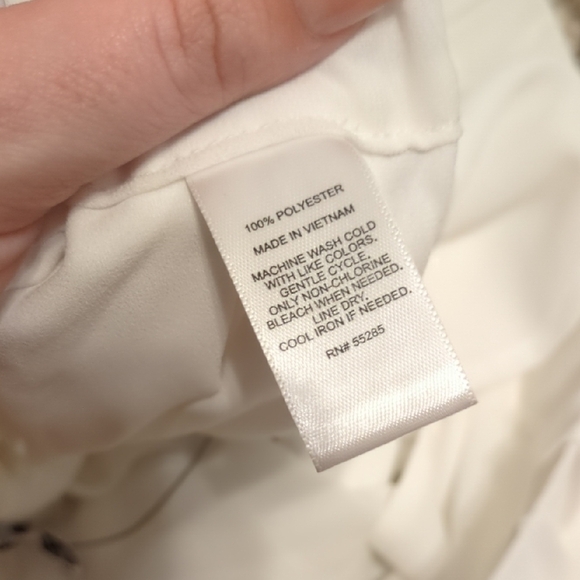 100% POLYESTER
MADE IN VIETNAM
MACHINE WASH COLD
WITH LIKE COLORS.
GENTLE CYCLE.
ONLY NON-CHLORINE
BLEACH WHEN NEEDED.
LINE DRY.
COOL IRON IF NEEDED.
RN# 55285